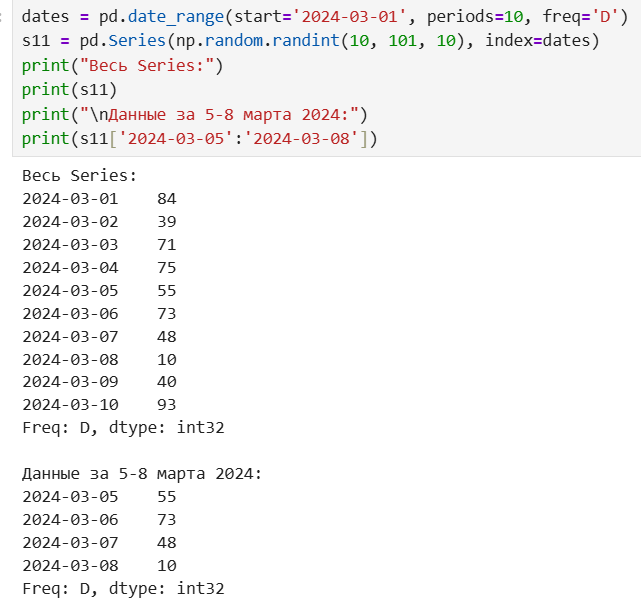 dates = pd.date_range(start='2024-03-01', periods=10, freq='D')
s11 = pd.Series(np.random.randint(10, 101, 10), index=dates)
print("Весь Series:")
print(s11)
print("\nДанные за 5-8 марта 2024:")
print(s11['2024-03-05':'2024-03-08'])
Весь Series:
2024-03-01    84
2024-03-02    39
2024-03-03    71
2024-03-04    75
2024-03-05    55
2024-03-06    73
2024-03-07    48
2024-03-08    10
2024-03-09    40
2024-03-10    93
Freq: D, dtype: int32

Данные за 5-8 марта 2024:
2024-03-05    55
2024-03-06    73
2024-03-07    48
2024-03-08    10
Freq: D, dtype: int32